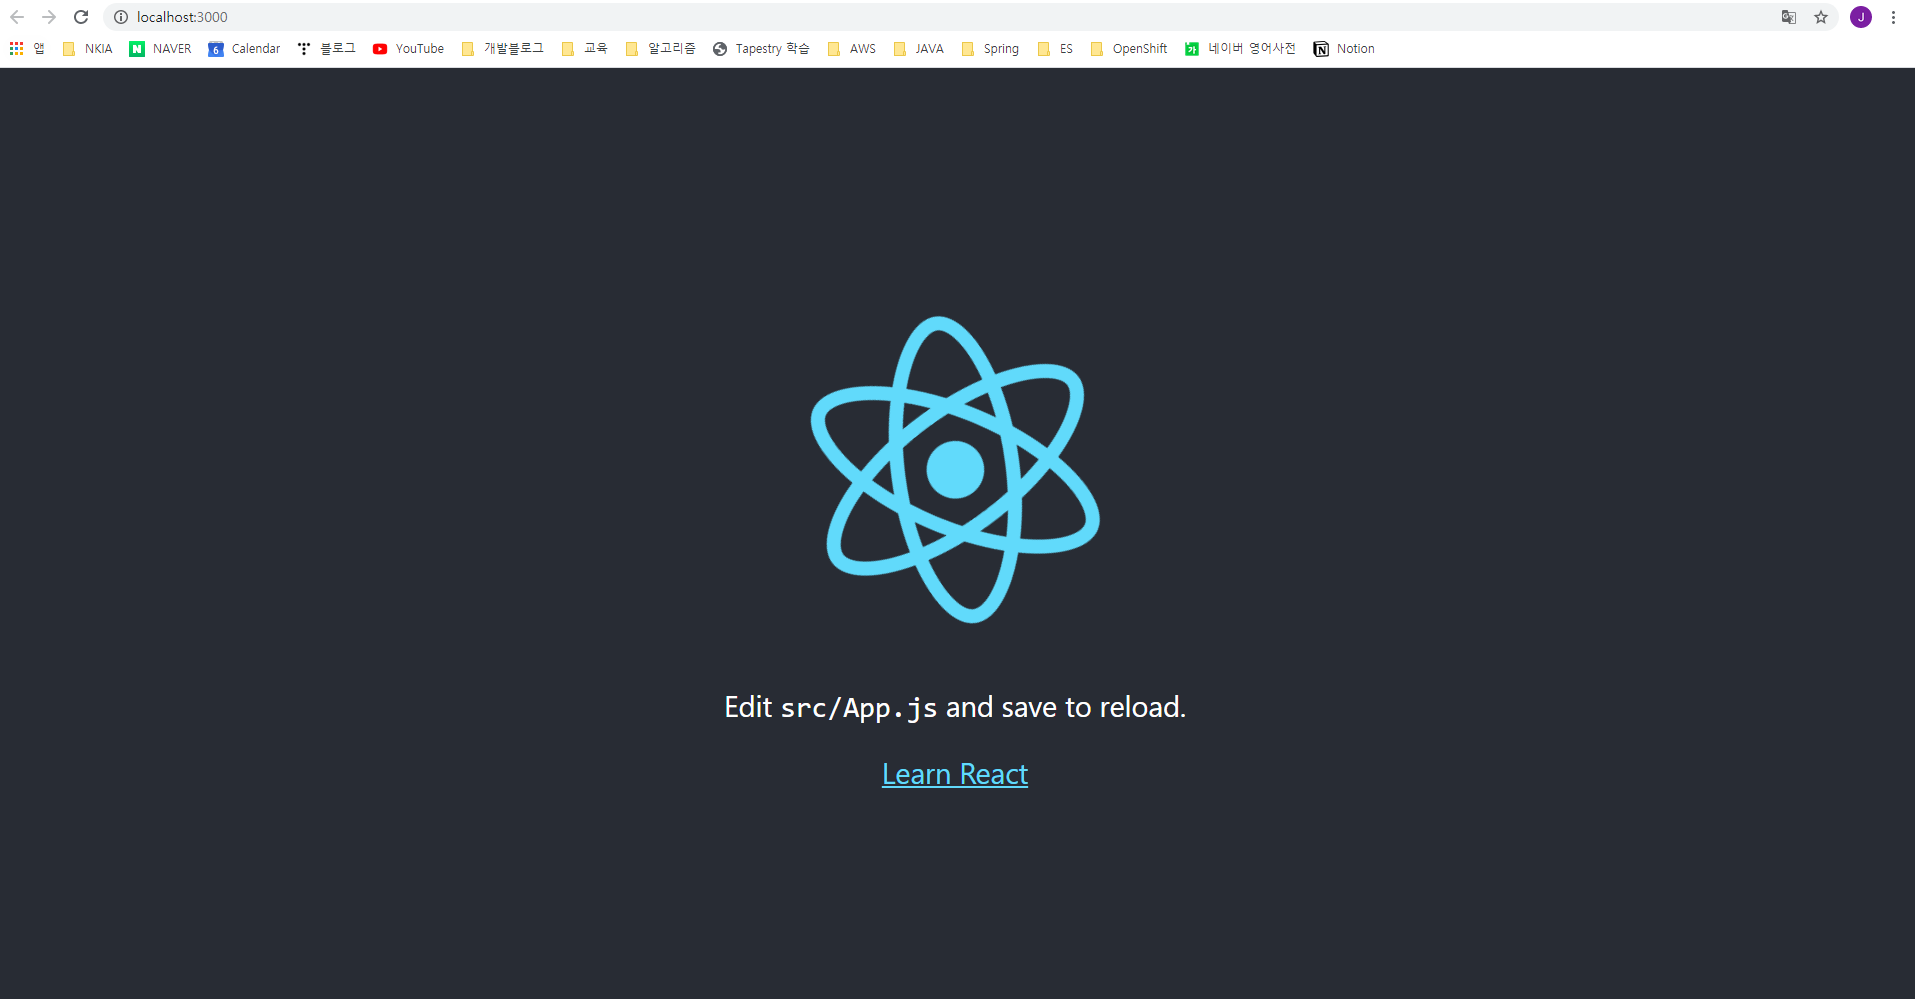 localhost:3000
J
앱 NKIA N NAVER 6 Calendar 블로그 YouTube 개발블로그 교육 알고리즘 Tapestry 학습 AWS JAVA Spring ES OpenShift 가 네이버 영어사전 N Notion
Edit src/App.js and save to reload.
Learn React